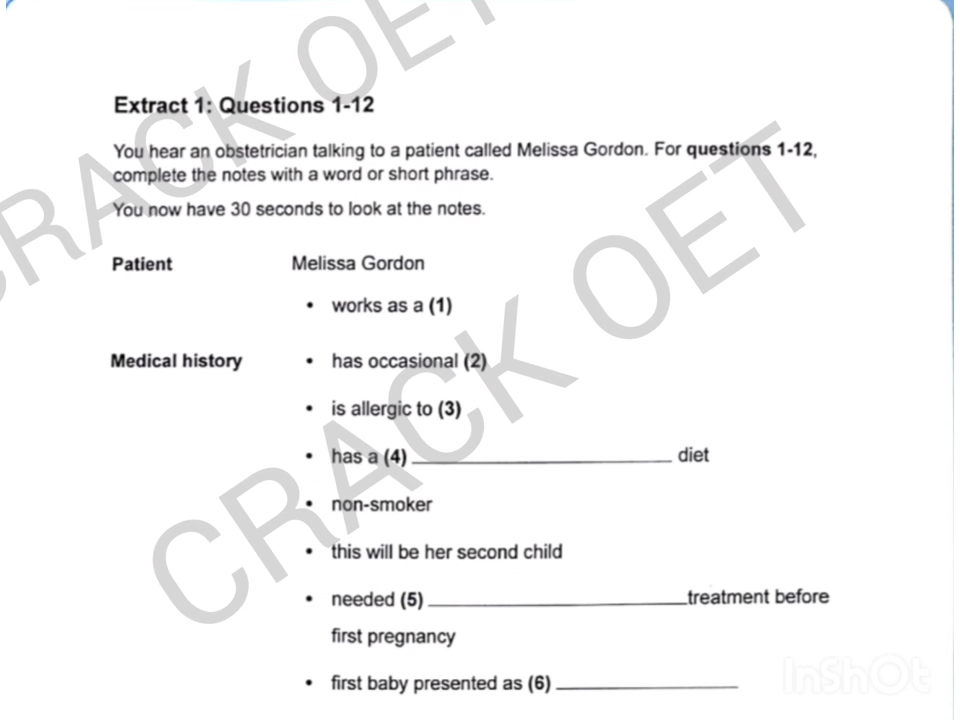 CRACK OET
Extract 1: Questions 1-12
You hear an obstetrician talking to a patient called Melissa Gordon. For questions 1-12,
complete the notes with a word or short phrase.
You now have 30 seconds to look at the notes.
Patient Melissa Gordon
• works as a (1)
Medical history • has occasional (2)
• is allergic to (3)
• has a (4) ____________________ diet
• non-smoker
• this will be her second child
• needed (5) ____________________ treatment before
first pregnancy
• first baby presented as (6) ______________
CRACK OET
InShOt